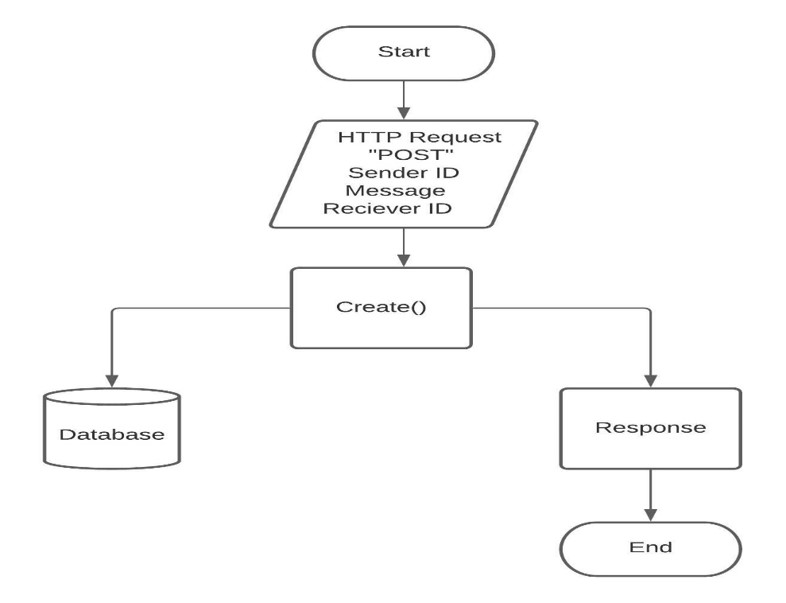 Start
HTTP Request
"POST"
Sender ID
Message
Reciever ID
Create()
Database
Response
End